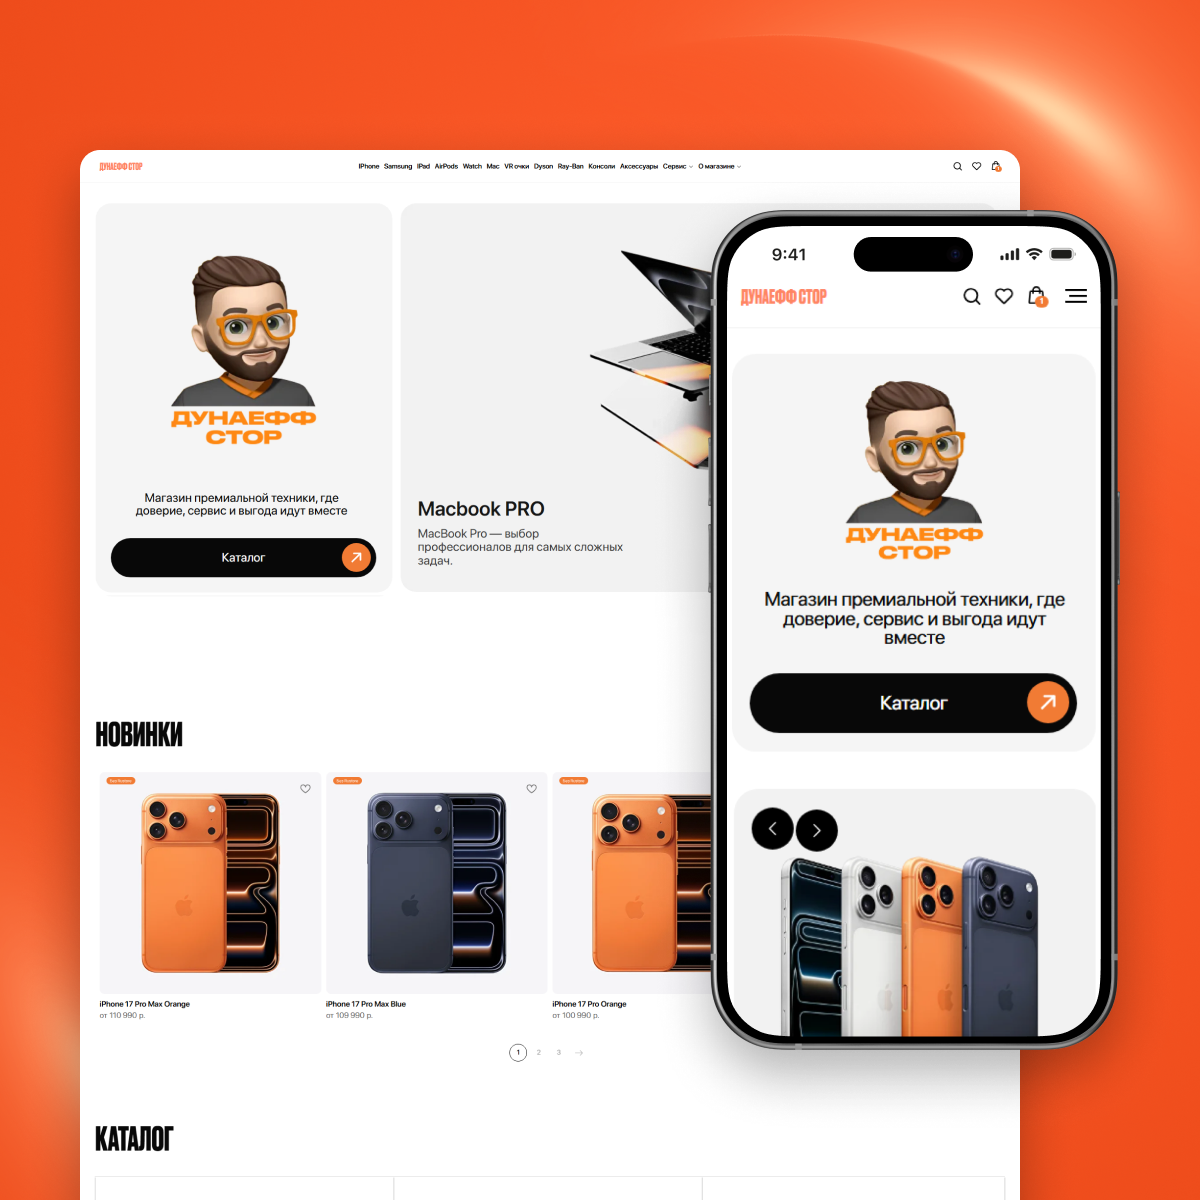 ДУНАЕФФ СТОР
IPhone Samsung IPad AirPods Watch Mac VR очки Dyson Ray-Ban Консоли Аксессуары Сервис О магазине
ДУНАЕФФ
СТОР
Магазин премиальной техники, где
доверие, сервис и выгода идут вместе
Каталог
Macbook PRO
MacBook Pro — выбор
профессионалов для самых сложных
задач.
НОВИНКИ
iPhone 17 Pro Max Orange
от 110 990 р.
iPhone 17 Pro Max Blue
от 109 990 р.
iPhone 17 Pro Orange
от 100 990 р.
1 2 3
КАТАЛОГ
9:41
ДУНАЕФФ СТОР
1
ДУНАЕФФ
СТОР
Магазин премиальной техники, где
доверие, сервис и выгода идут
вместе
Каталог